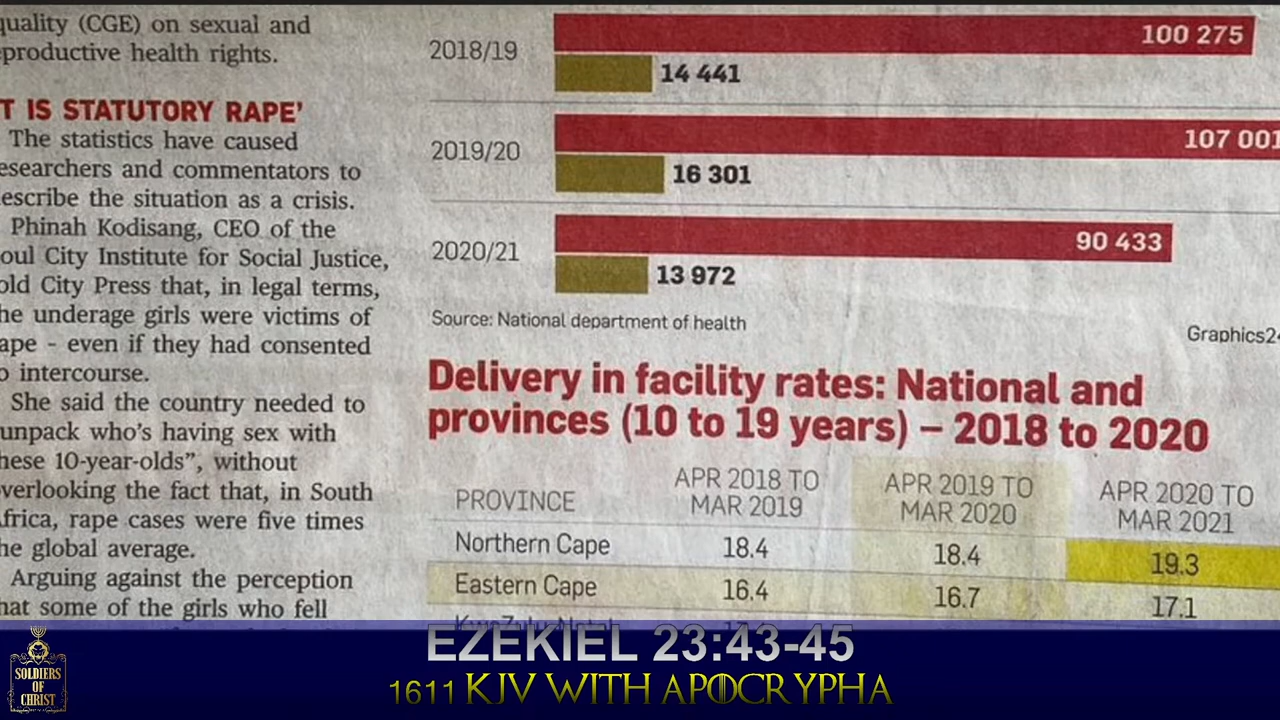 quality (CGE) on sexual and
eproductive health rights.
T IS STATUTORY RAPE'
The statistics have caused
esearchers and commentators to
escribe the situation as a crisis.
Phinah Kodisang, CEO of the
oul City Institute for Social Justice,
old City Press that, in legal terms,
he underage girls were victims of
ape - even if they had consented
o intercourse.
She said the country needed to
unpack who's having sex with
hese 10-year-olds”, without
verlooking the fact that, in South
frica, rape cases were five times
he global average.
Arguing against the perception
hat some of the girls who fell
2018/19
100 275
14 441
2019/20
107 001
16 301
2020/21
90 433
13 972
Source: National department of health
Graphics24
Delivery in facility rates: National and
provinces (10 to 19 years) – 2018 to 2020
PROVINCE APR 2018 TO MAR 2019 APR 2019 TO MAR 2020 APR 2020 TO MAR 2021
Northern Cape 18.4 18.4 19.3
Eastern Cape 16.4 16.7 17.1
EZEKIEL 23:43-45
1611 KJV WITH APOCRYPHA
SOLDIERS
OF
CHRIST